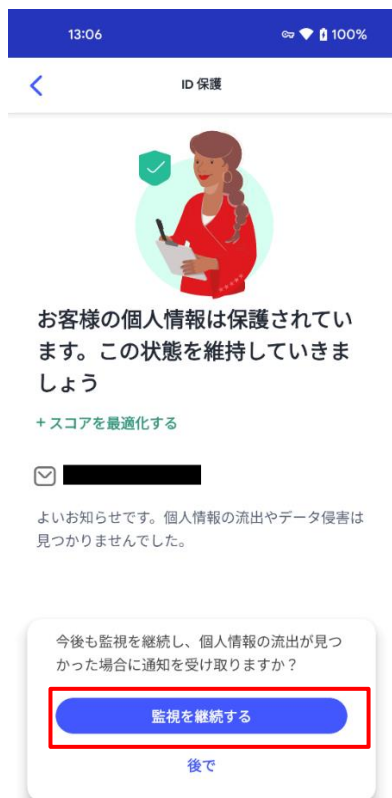 13:06 100%
ID 保護
お客様の個人情報は保護されてい
ます。この状態を維持していきま
しょう
+ スコアを最適化する
よいお知らせです。個人情報の流出やデータ侵害は
見つかりませんでした。
今後も監視を継続し、個人情報の流出が見つ
かった場合に通知を受け取りますか？
監視を継続する
後で